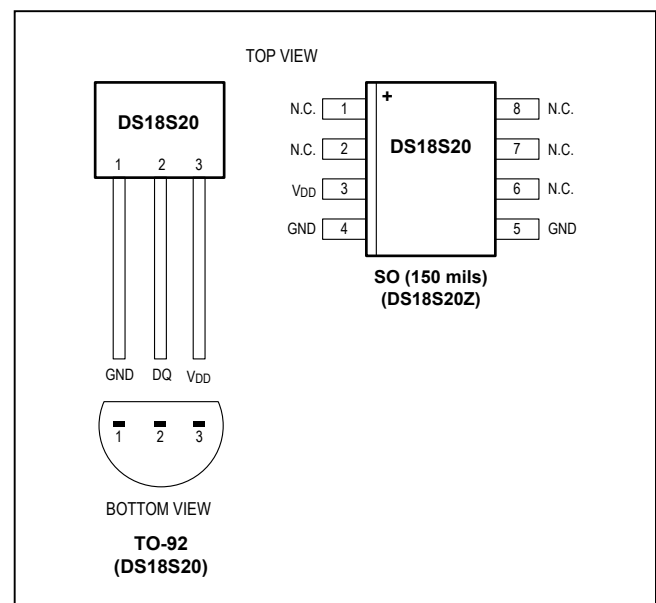 TOP VIEW
DS18S20
1 2 3
GND DQ VDD
1 2 3
BOTTOM VIEW
TO-92
(DS18S20)
+
DS18S20
N.C. 1
8 N.C.
N.C. 2
7 N.C.
VDD 3
6 N.C.
GND 4
5 GND
SO (150 mils)
(DS18S20Z)